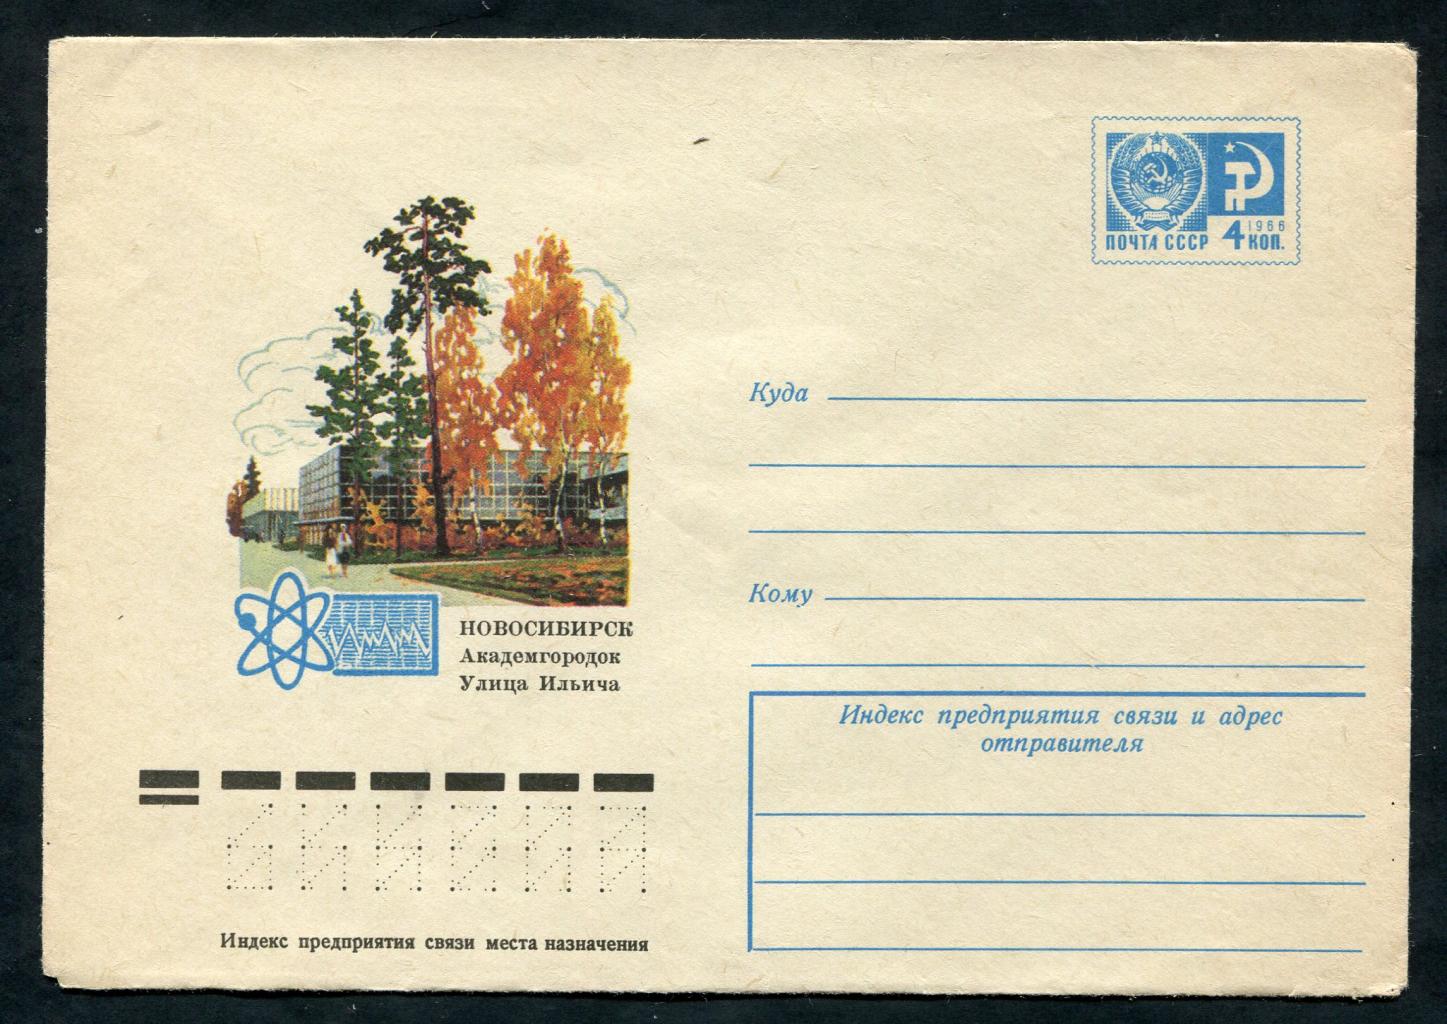 1966
ПОЧТА СССР 4 КОП.
Куда
Кому
НОВОСИБИРСК
Академгородок
Улица Ильича
Индекс предприятия связи и адрес
отправителя
Индекс предприятия связи места назначения